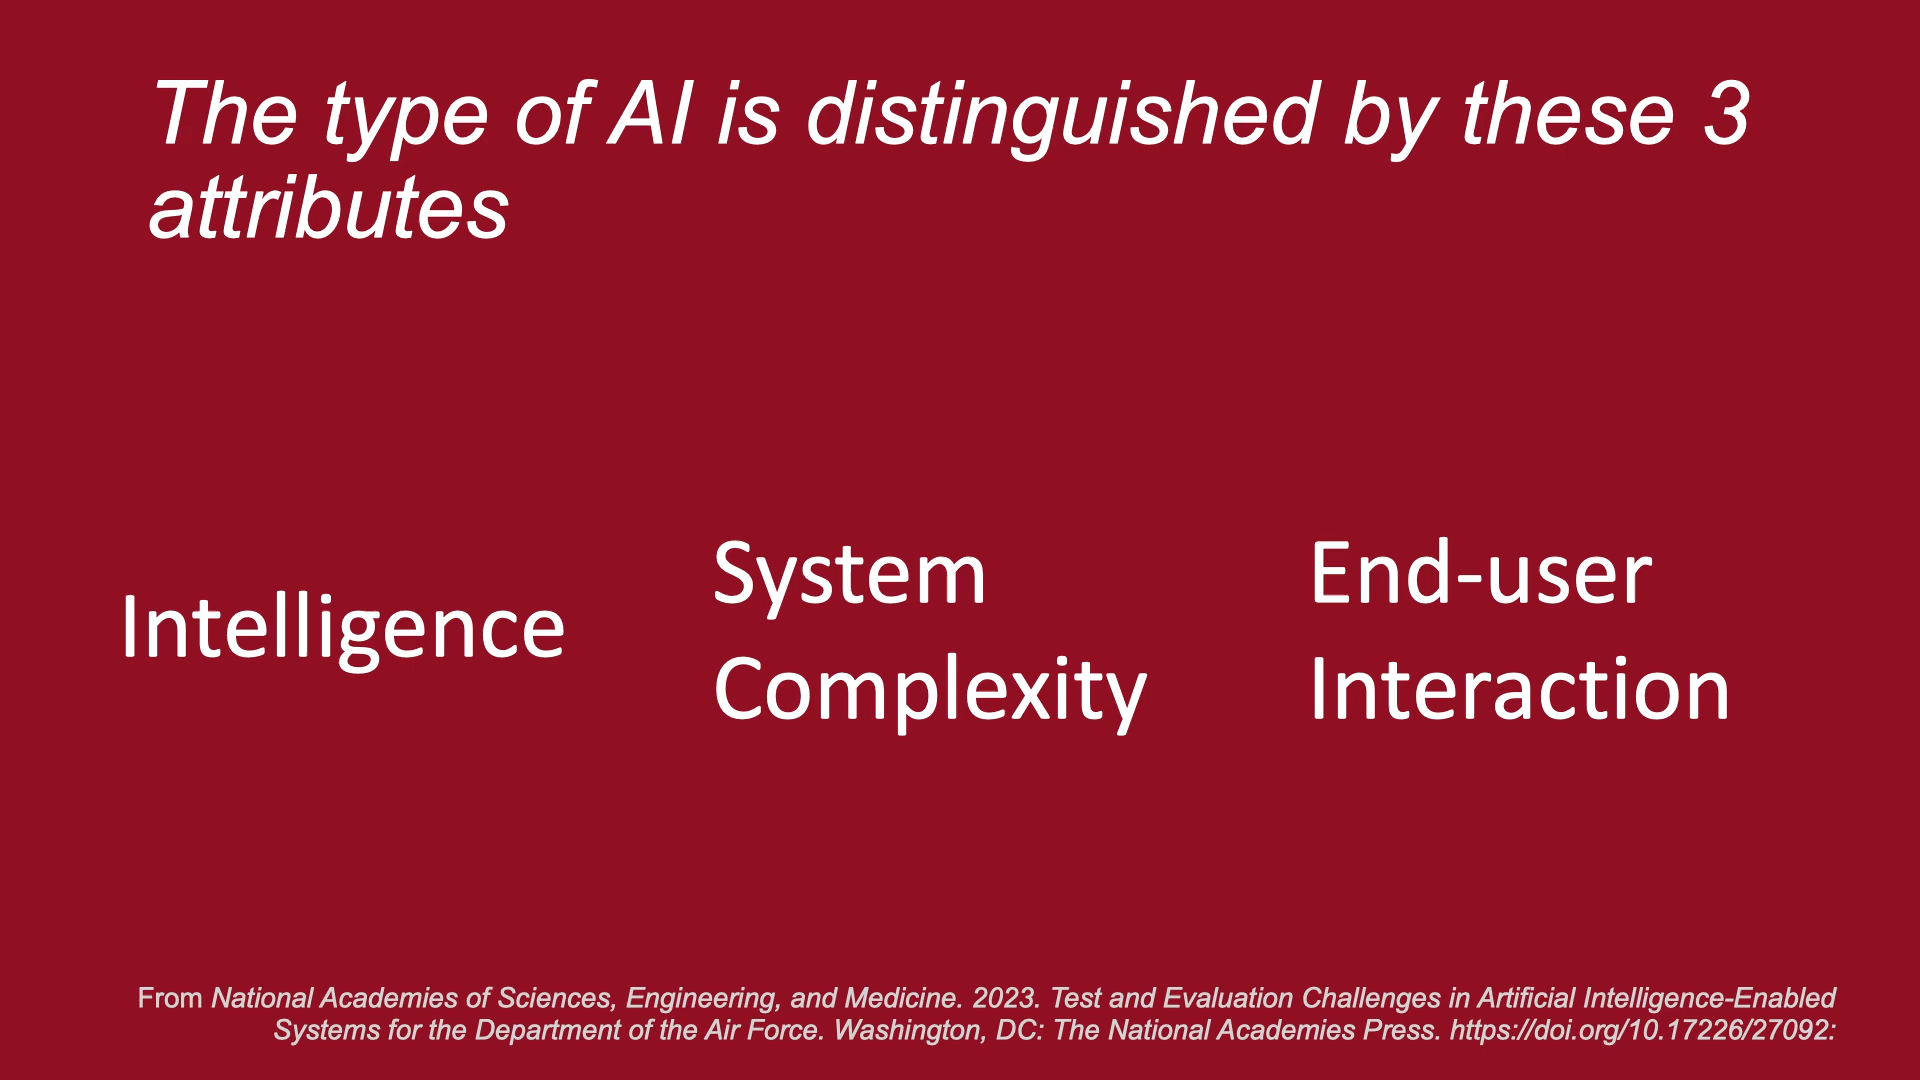 The type of AI is distinguished by these 3
attributes
Intelligence
System
Complexity
End-user
Interaction
From National Academies of Sciences, Engineering, and Medicine. 2023. Test and Evaluation Challenges in Artificial Intelligence-Enabled
Systems for the Department of the Air Force. Washington, DC: The National Academies Press. https://doi.org/10.17226/27092: